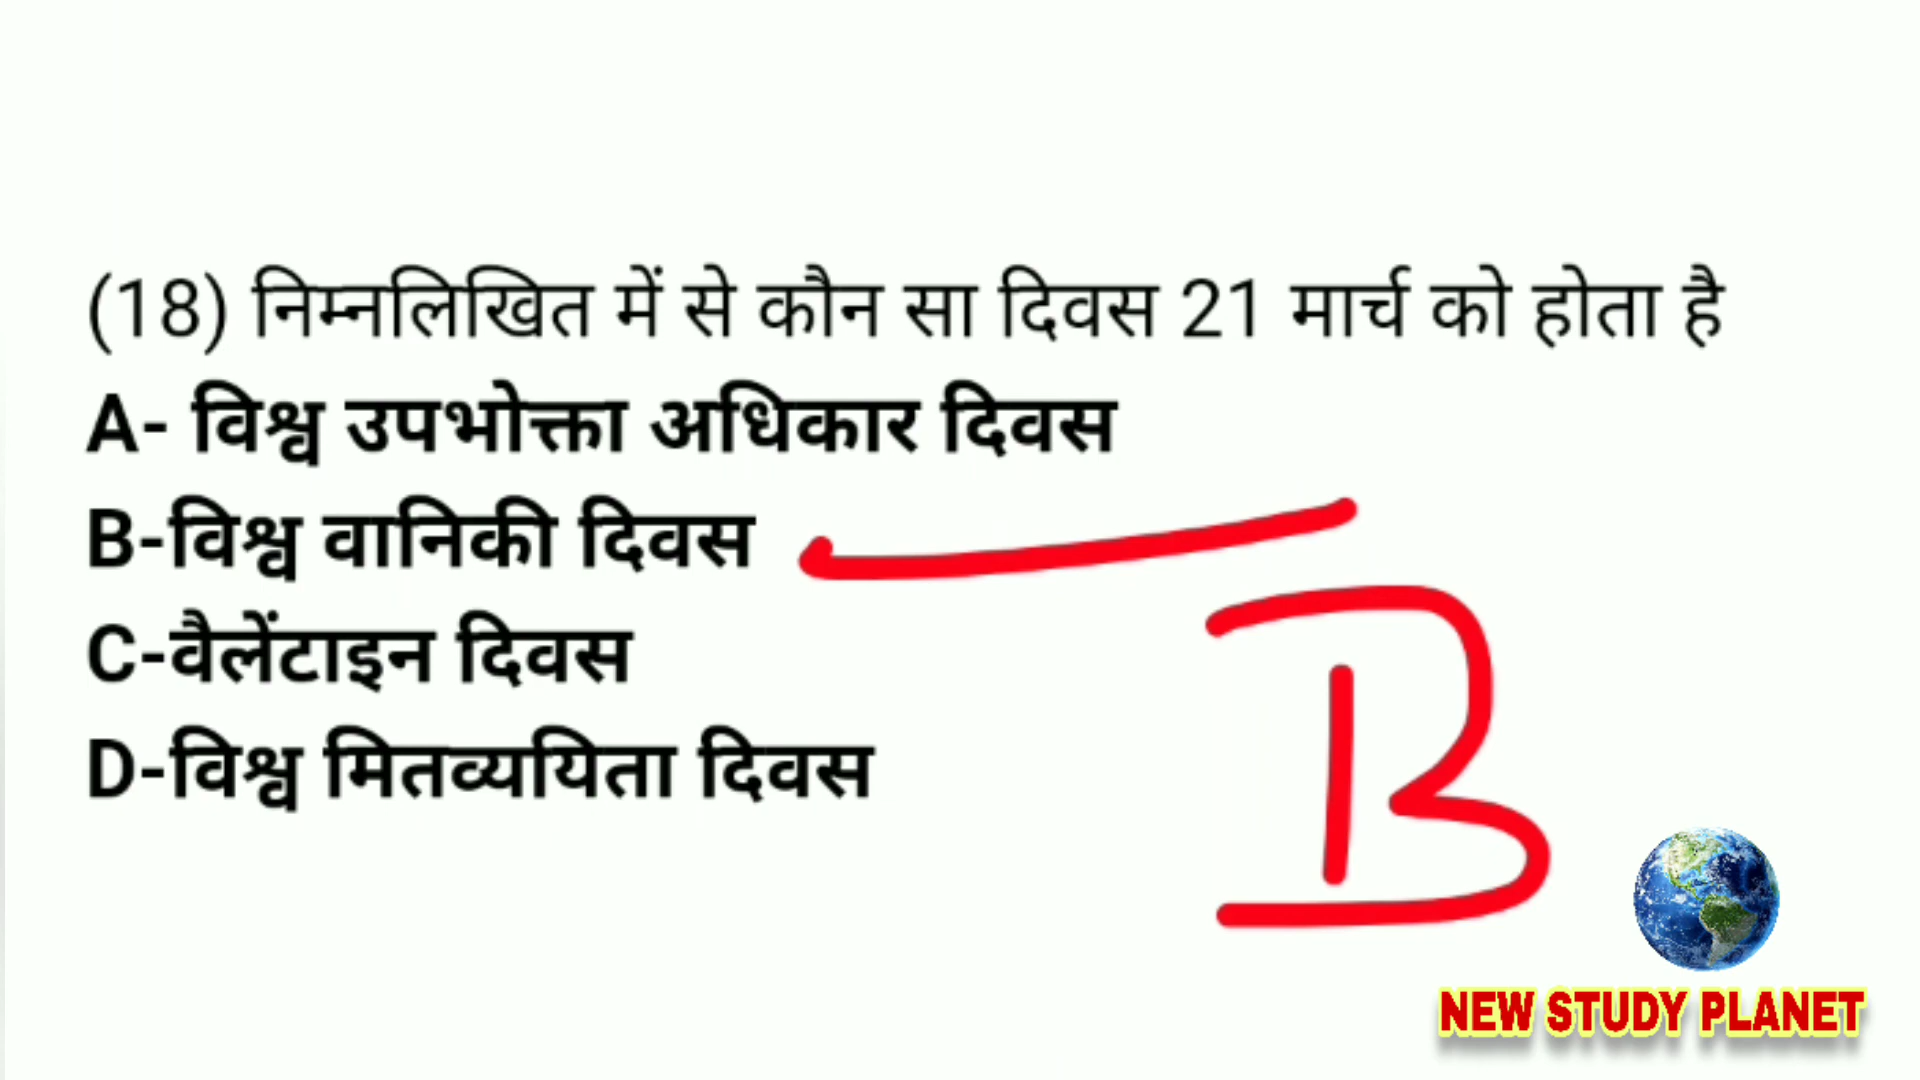 (18) निम्नलिखित में से कौन सा दिवस 21 मार्च को होता है
A- विश्व उपभोक्ता अधिकार दिवस
B-विश्व वानिकी दिवस
C-वैलेंटाइन दिवस
D-विश्व मितव्ययिता दिवस
B
NEW STUDY PLANET